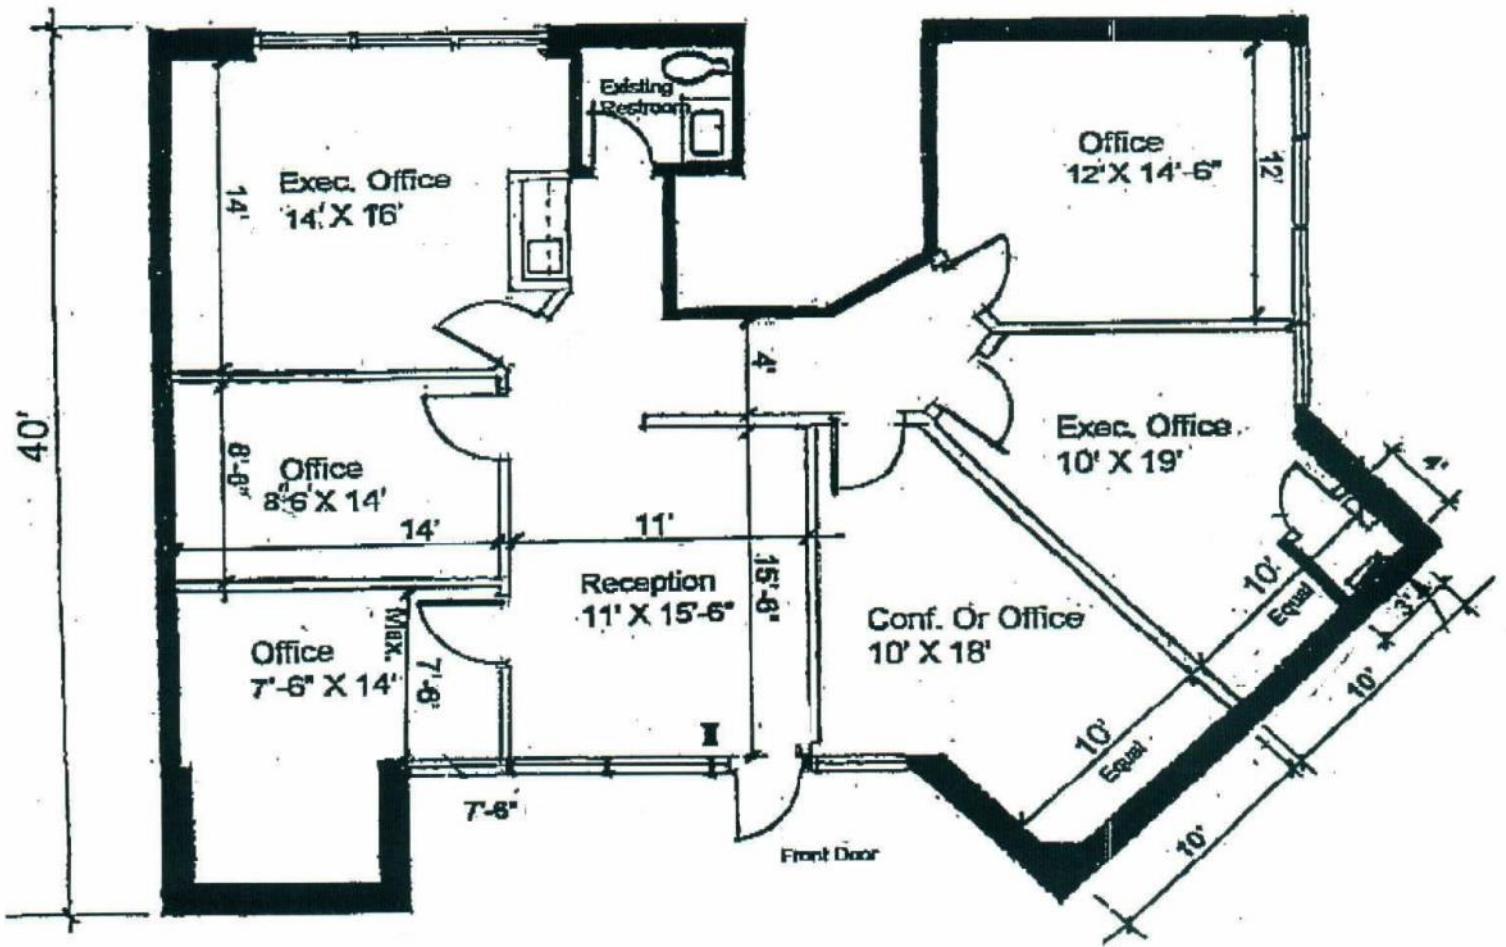 Existing
Restroom
Office
12' X 14'-6"
12'
Exec. Office
14' X 16'
14'
4'
40'
Exec. Office
10' X 19'
4'
Office
8"6' X 14'
8'-6"
14'
11'
15'-6"
Reception
11' X 15'-6"
10'
Equal
3'
Conf. Or Office
10' X 18'
Office
7'-6" X 14'
Max.
7'-6"
10'
10'
Equal
7'-6"
10'
Front Door